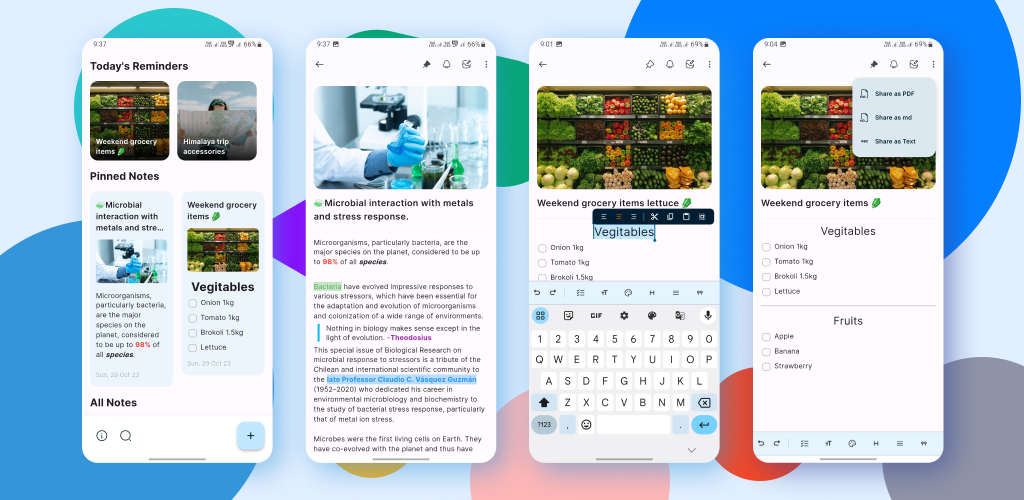 9:37
66%
Today's Reminders
Weekend grocery
items
Himalaya trip
accessories
Pinned Notes
Microbial
interaction with
metals and
stress...
Microorganisms,
particularly bacteria,
are the major
species on the
planet, considered
to be up to 98% of
all species.
Sun, 29 Oct 23
Weekend grocery
items
Vegitables
Onion 1kg
Tomato 1kg
Brokoli 1.5kg
Lettuce
Sun, 29 Oct 23
All Notes
+
9:37
66%
Microbial interaction with metals
and stress response.
Microorganisms, particularly bacteria, are the
major species on the planet, considered to be
up to 98% of all species.
Bacteria have evolved impressive responses to
various stressors, which have been essential for
the adaptation and evolution of microorganisms
and colonization of a wide range of environments.
Nothing in biology makes sense except in the
light of evolution. -Theodosius
This special issue of Biological Research on
microbial response to stressors is a tribute of the
Chilean and international scientific community to
the late Professor Claudio C. Vásquez Guzmán
(1952–2020) who dedicated his career in
environmental microbiology and biochemistry to
the study of bacterial stress response, particularly
that of metal ion stress.
Microbes were the first living cells on Earth. They
have co-evolved with the planet and thus have
9:01
66%
Weekend grocery items lettuce
Vegitables
Onion 1kg
Tomato 1kg
Brokoli 1.5kg
TT
H
GIF
1 2 3 4 5 6 7 8 9 0
Q W E R T Y U I O P
A S D F G H J K L
Z X C V B N M
?123 , .
9:04
69%
Share as PDF
Share as md
Share as Text
Weekend grocery items
Vegitables
Onion 1kg
Tomato 1kg
Brokoli 1.5kg
Lettuce
Fruits
Apple
Banana
Strawberry
TT
H